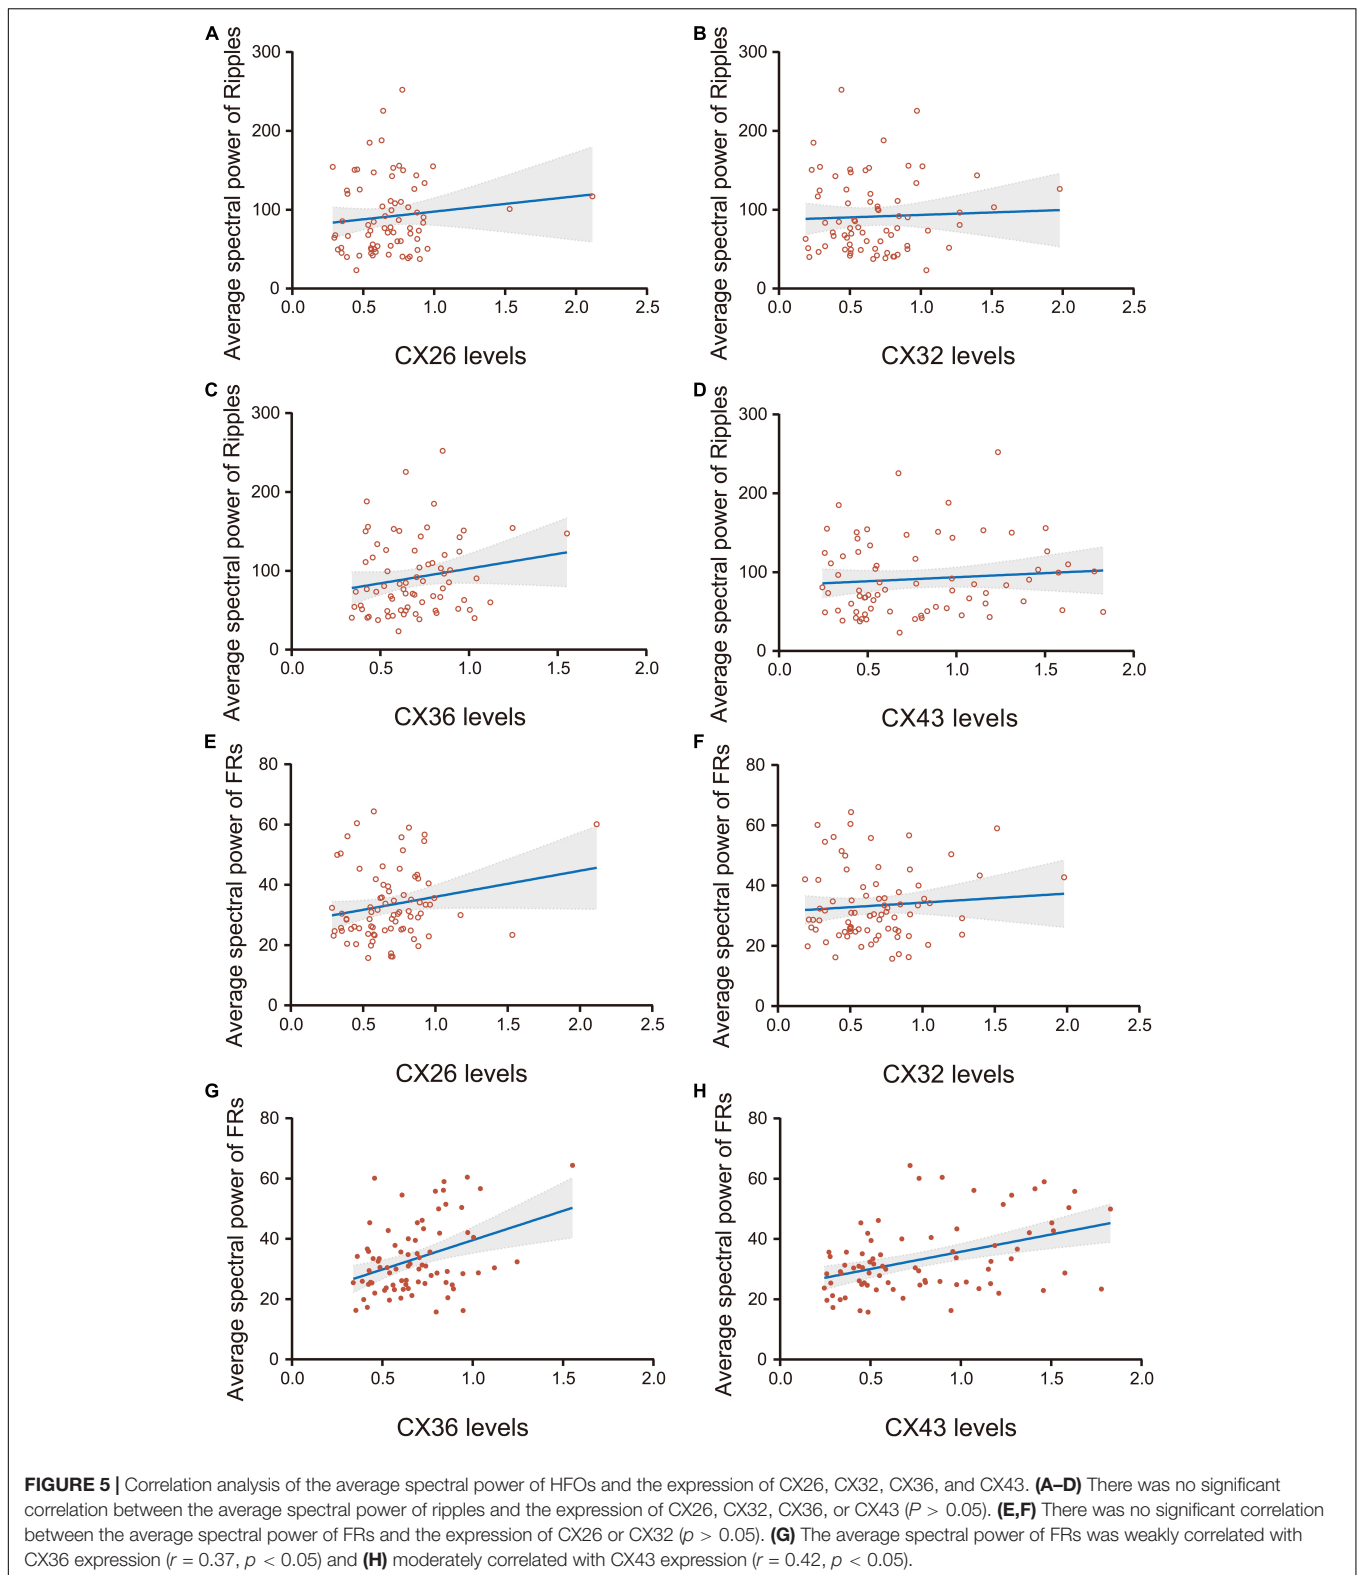 A
Average spectral power of Ripples
300
200
100
0
0.0 0.5 1.0 1.5 2.0 2.5
CX26 levels
B
Average spectral power of Ripples
300
200
100
0
0.0 0.5 1.0 1.5 2.0 2.5
CX32 levels
C
Average spectral power of Ripples
300
200
100
0
0.0 0.5 1.0 1.5 2.0
CX36 levels
D
Average spectral power of Ripples
300
200
100
0
0.0 0.5 1.0 1.5 2.0
CX43 levels
E
Average spectral power of FRs
80
60
40
20
0
0.0 0.5 1.0 1.5 2.0 2.5
CX26 levels
F
Average spectral power of FRs
80
60
40
20
0
0.0 0.5 1.0 1.5 2.0 2.5
CX32 levels
G
Average spectral power of FRs
80
60
40
20
0
0.0 0.5 1.0 1.5 2.0
CX36 levels
H
Average spectral power of FRs
80
60
40
20
0
0.0 0.5 1.0 1.5 2.0
CX43 levels
FIGURE 5 | Correlation analysis of the average spectral power of HFOs and the expression of CX26, CX32, CX36, and CX43. (A–D) There was no significant
correlation between the average spectral power of ripples and the expression of CX26, CX32, CX36, or CX43 (P > 0.05). (E,F) There was no significant correlation
between the average spectral power of FRs and the expression of CX26 or CX32 (p > 0.05). (G) The average spectral power of FRs was weakly correlated with
CX36 expression (r = 0.37, p < 0.05) and (H) moderately correlated with CX43 expression (r = 0.42, p < 0.05).